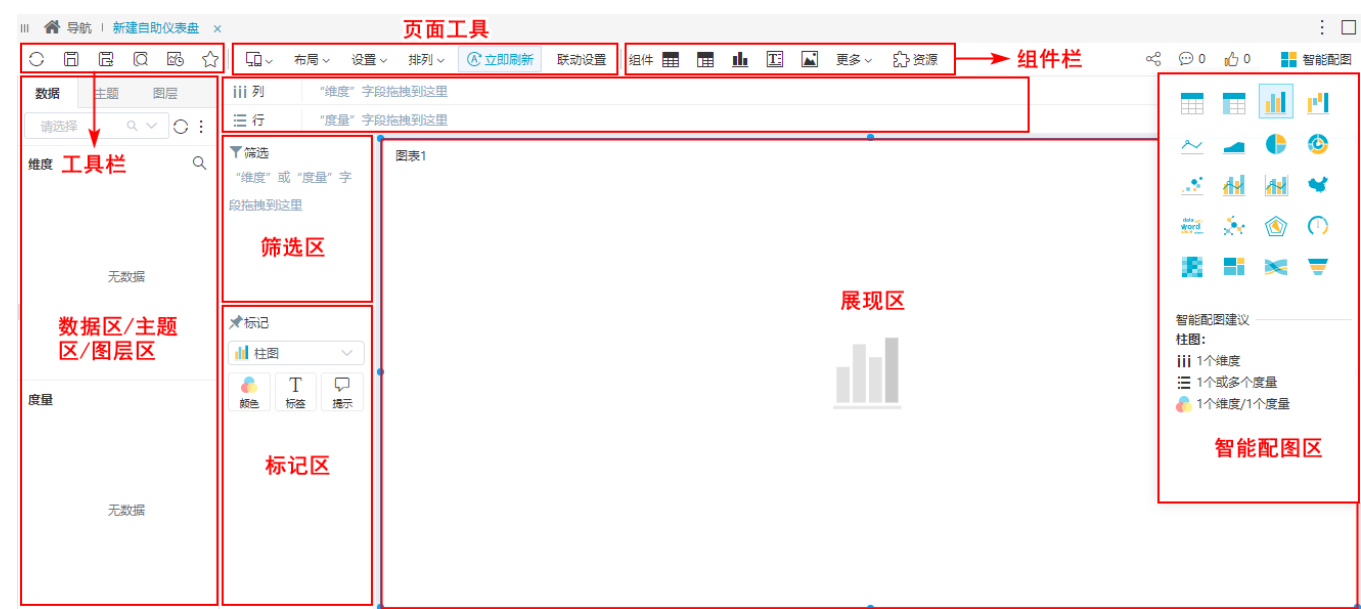 页面工具
导航 新建自助仪表盘 ×
布局 设置 排列 立即刷新 联动设置 组件 更多 资源 组件栏 0 0 智能配图
数据 主题 图层
请选择
工具栏
维度
无数据
数据区/主题
区/图层区
度量
无数据
列 “维度” 字段拖拽到这里
行 “度量” 字段拖拽到这里
筛选
“维度” 或 “度量” 字
段拖拽到这里
筛选区
标记
柱图
T
颜色 标签 提示
标记区
图表1
展现区
data
word
智能配图建议
柱图：
1个维度
1个或多个度量
1个维度/1个度量
智能配图区